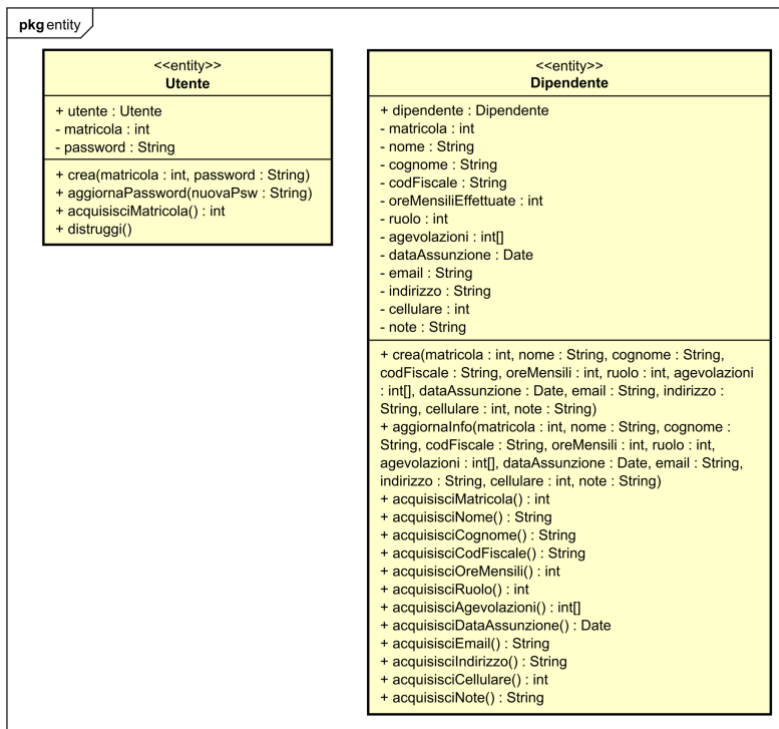 pkg entity
<<entity>>
Utente
+ utente : Utente
- matricola : int
- password : String
+ crea(matricola : int, password : String)
+ aggiornaPassword(nuovaPsw : String)
+ acquisisciMatricola() : int
+ distruggi()
<<entity>>
Dipendente
+ dipendente : Dipendente
- matricola : int
- nome : String
- cognome : String
- codFiscale : String
- oreMensiliEffettuate : int
- ruolo : int
- agevolazioni : int[]
- dataAssunzione : Date
- email : String
- indirizzo : String
- cellulare : int
- note : String
+ crea(matricola : int, nome : String, cognome : String,
codFiscale : String, oreMensili : int, ruolo : int, agevolazioni
: int[], dataAssunzione : Date, email : String, indirizzo :
String, cellulare : int, note : String)
+ aggiornaInfo(matricola : int, nome : String, cognome :
String, codFiscale : String, oreMensili : int, ruolo : int,
agevolazioni : int[], dataAssunzione : Date, email : String,
indirizzo : String, cellulare : int, note : String)
+ acquisisciMatricola() : int
+ acquisisciNome() : String
+ acquisisciCognome() : String
+ acquisisciCodFiscale() : String
+ acquisisciOreMensili() : int
+ acquisisciRuolo() : int
+ acquisisciAgevolazioni() : int[]
+ acquisisciDataAssunzione() : Date
+ acquisisciEmail() : String
+ acquisisciIndirizzo() : String
+ acquisisciCellulare() : int
+ acquisisciNote() : String